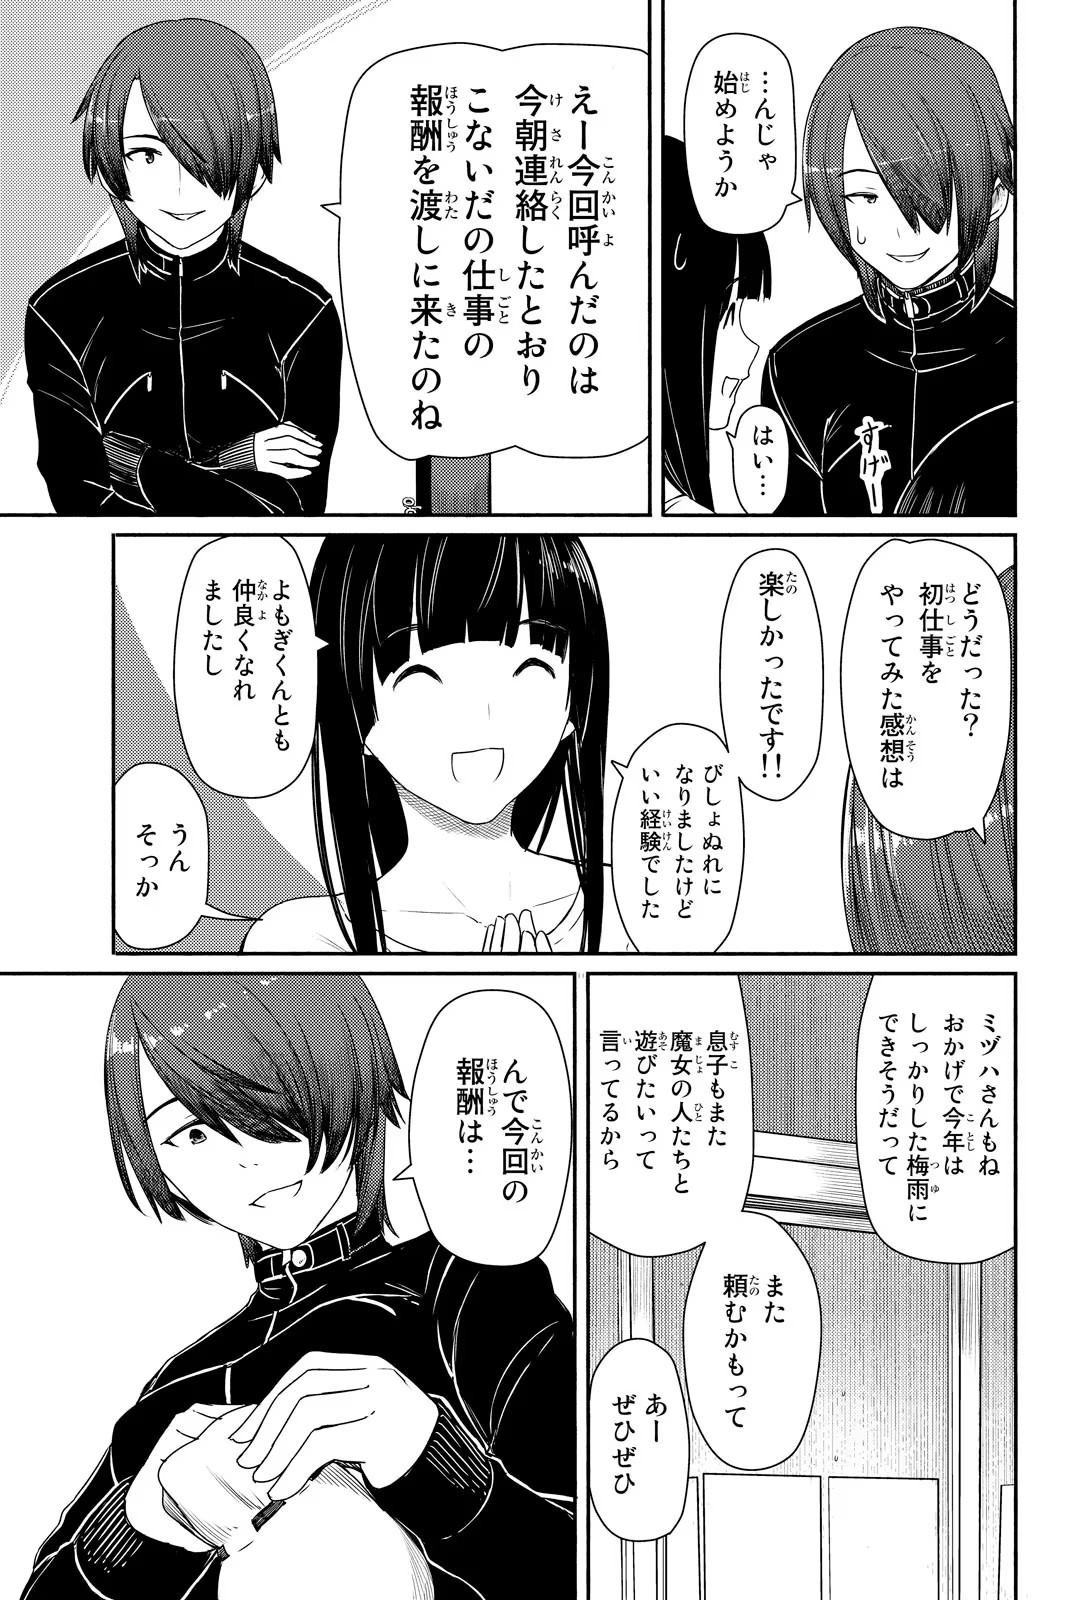 …んじゃ
始めようか
はい…
すげー
えー今回呼んだのは
今朝連絡したとおり
こないだの仕事の
報酬を渡しに来たのね
どうだった？
初仕事を
やってみた感想は
楽しかったです!!
びしょぬれに
なりましたけど
いい経験でした
よもぎくんとも
仲良くなれ
ました
うん
そっか
ミヅハさんもね
おかげで今年は
しっかりした梅雨に
できそうだって
息子もまた
魔女の人たちと
遊びたいって
言ってるから
また
頼むかもって
あー
ぜひぜひ
んで今回の
報酬は…